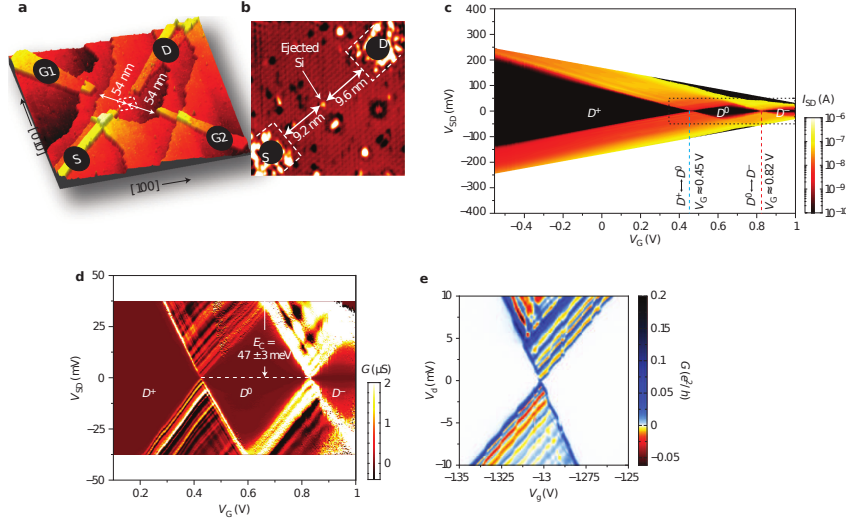 a
G1
D
54 nm
54 nm
S
G2
[010]
[100]
b
Ejected
Si
D
9.6 nm
9.2 nm
S
c
400
300
200
100
0
−100
−200
−300
−400
V_SD (mV)
D+
D0
D−
D+→D0
V_G ≈0.45 V
D0→D−
V_G ≈0.82 V
−0.4
−0.2
0
0.2
0.4
0.6
0.8
1
V_G (V)
I_SD (A)
10−6
10−7
10−8
10−9
10−10
d
50
25
0
−25
−50
V_SD (mV)
E_C =
47 ±3 meV
D+
D0
D−
0.2
0.4
0.6
0.8
1
V_G (V)
G (µS)
2
1
0
e
10
5
0
−5
−10
V_d (mV)
−135
−1325
−13
−1275
−125
V_g(V)
0.2
0.15
0.1
0.05
0
−0.05
G (e2/h)